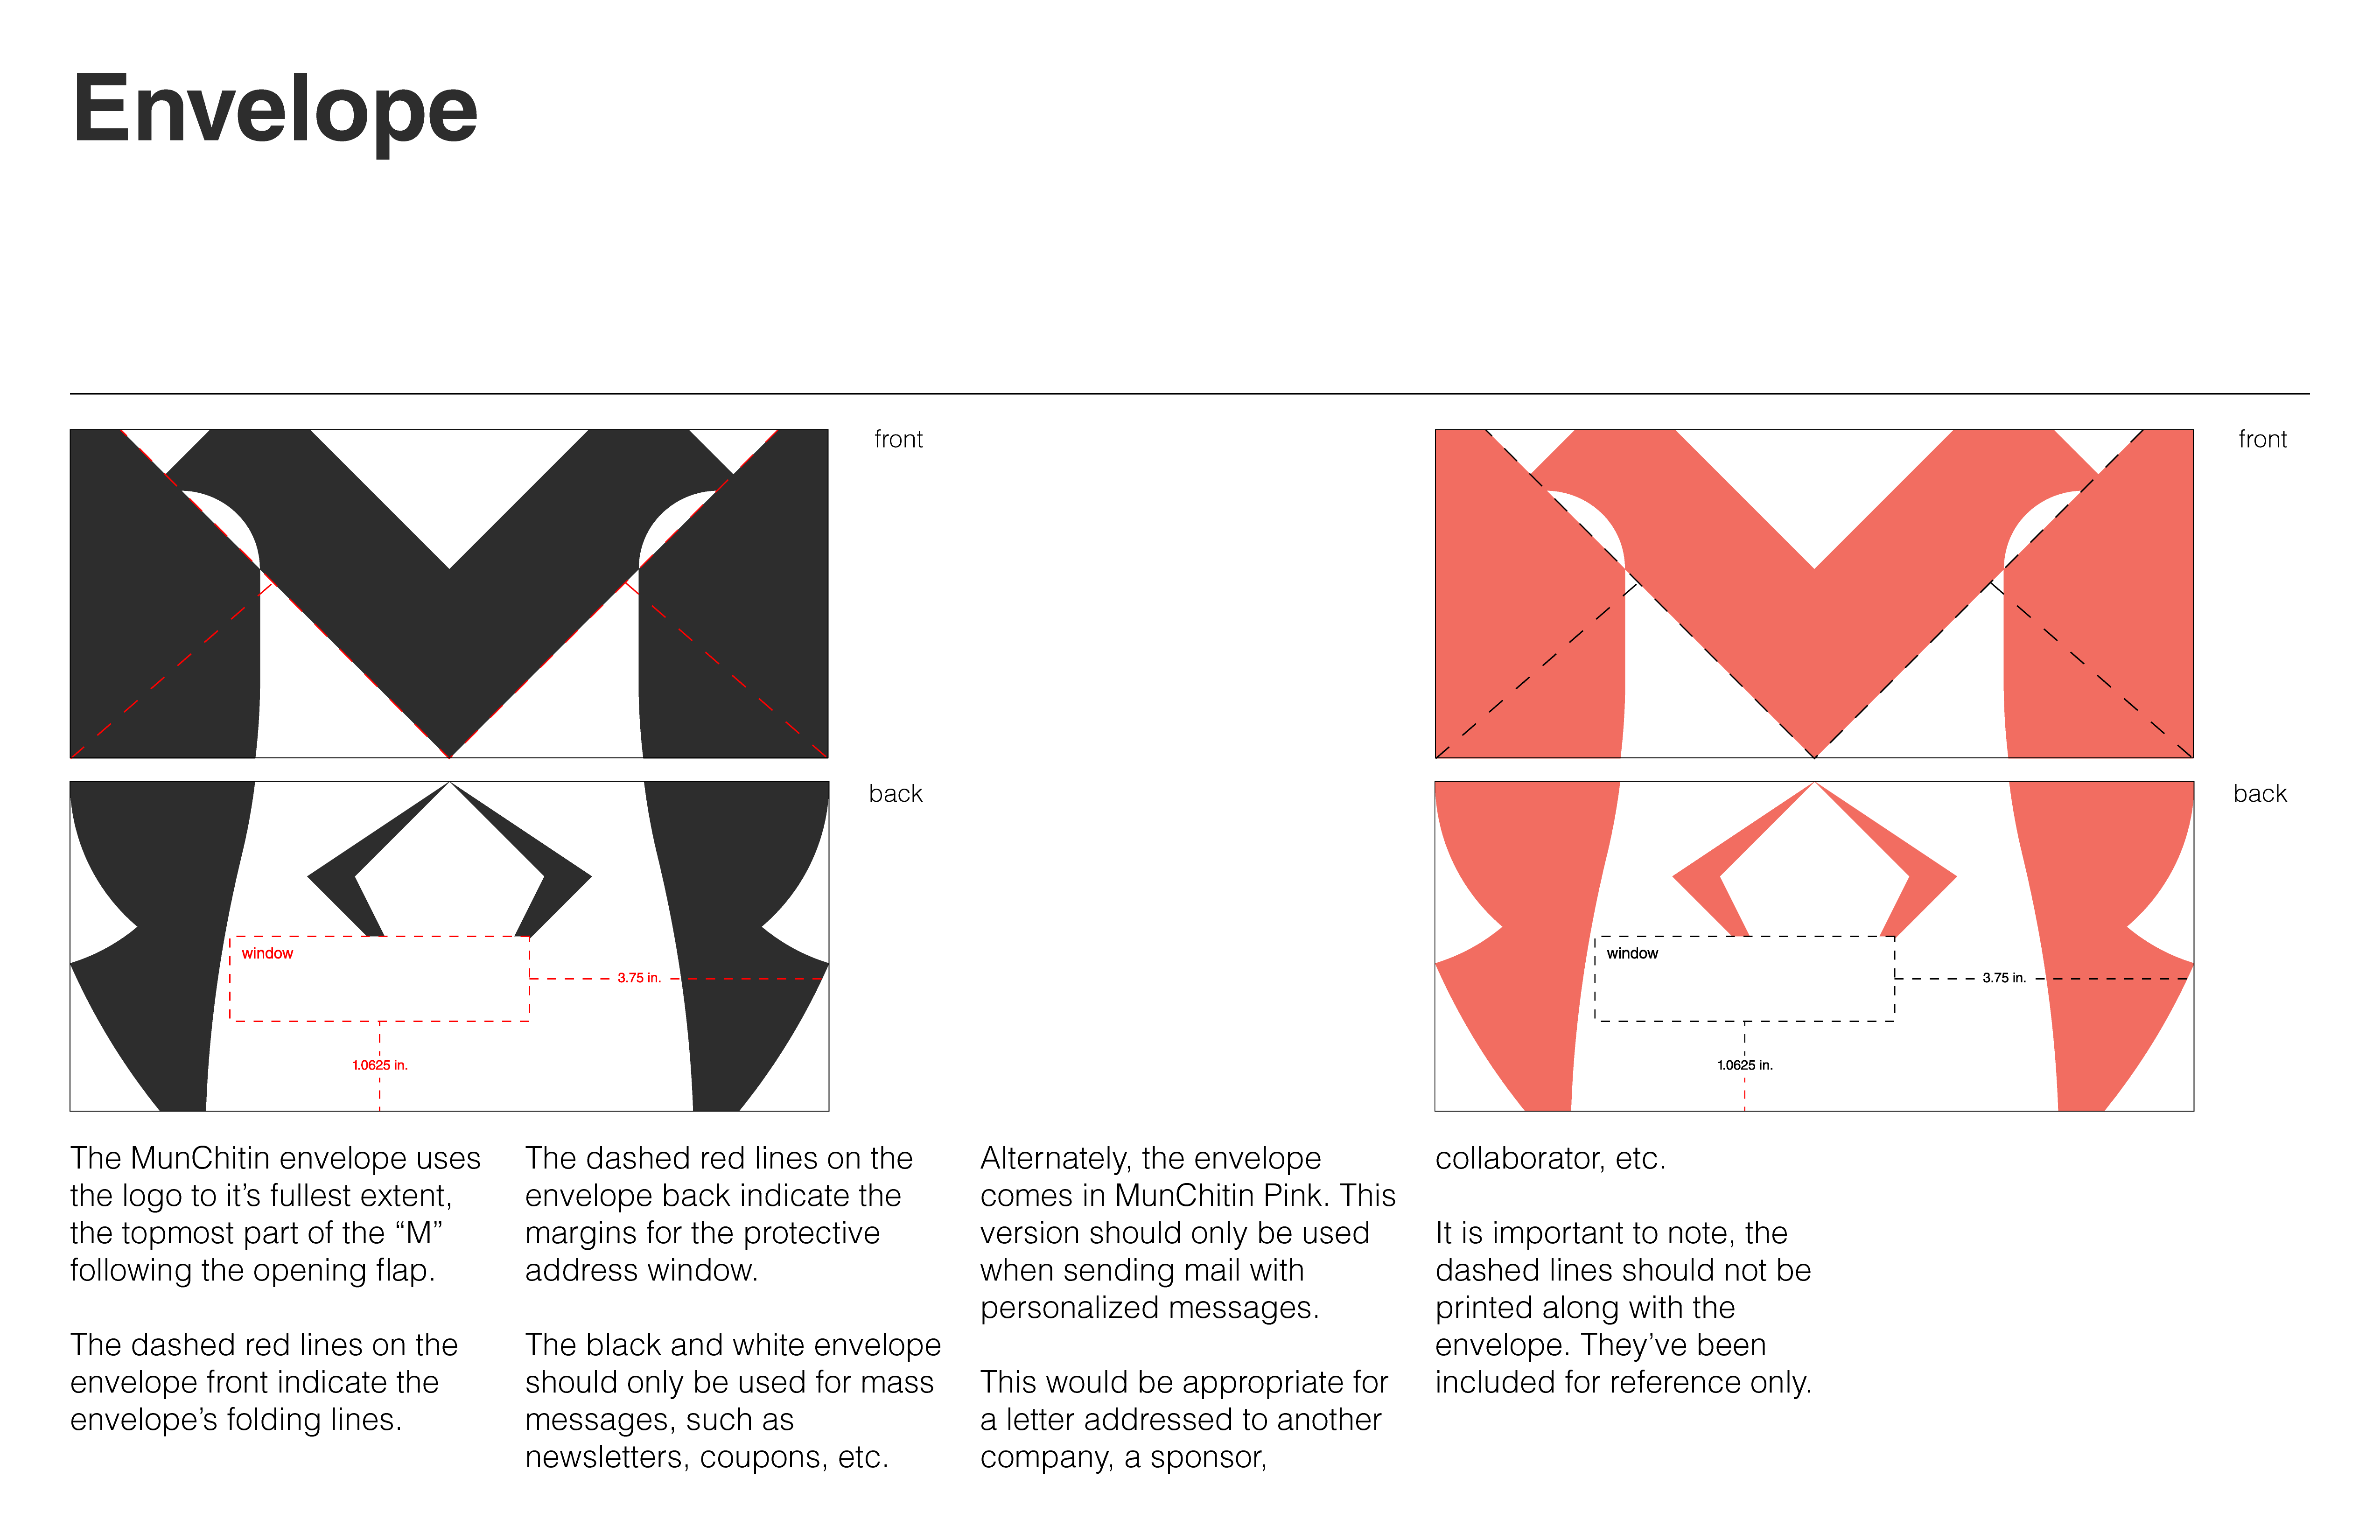 Envelope
front
back
window
3.75 in.
1.0625 in.
front
back
window
3.75 in.
1.0625 in.
The MunChitin envelope uses
the logo to it’s fullest extent,
the topmost part of the “M”
following the opening flap.
The dashed red lines on the
envelope front indicate the
envelope’s folding lines.
The dashed red lines on the
envelope back indicate the
margins for the protective
address window.
The black and white envelope
should only be used for mass
messages, such as
newsletters, coupons, etc.
Alternately, the envelope
comes in MunChitin Pink. This
version should only be used
when sending mail with
personalized messages.
This would be appropriate for
a letter addressed to another
company, a sponsor,
collaborator, etc.
It is important to note, the
dashed lines should not be
printed along with the
envelope. They’ve been
included for reference only.